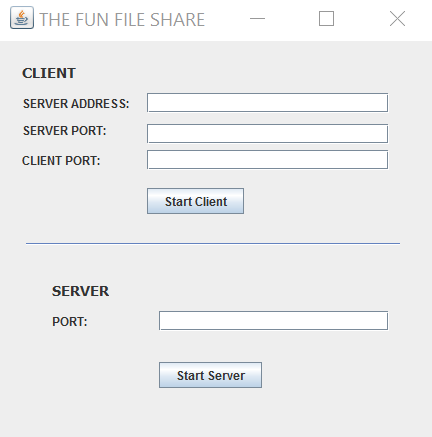 THE FUN FILE SHARE
CLIENT
SERVER ADDRESS:
SERVER PORT:
CLIENT PORT:
Start Client
SERVER
PORT:
Start Server